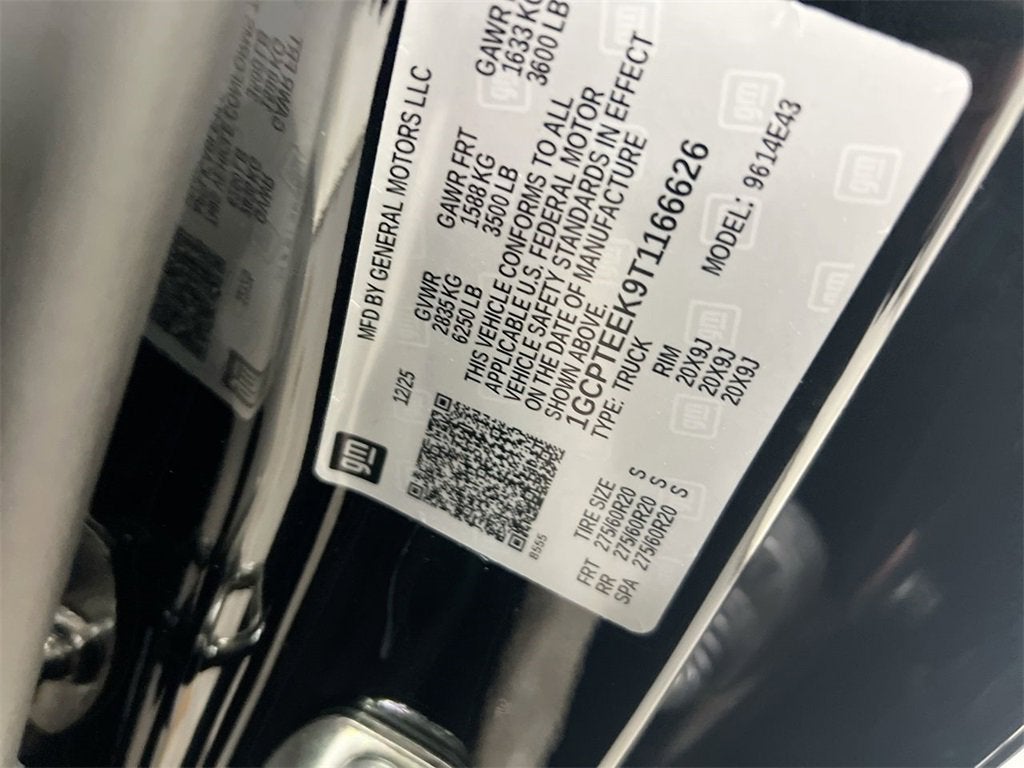 gm
12/25
MFD BY GENERAL MOTORS LLC
GVWR GAWR FRT GAWR
2835 KG 1588 KG 1633 KG
6250 LB 3500 LB 3600 LB
THIS VEHICLE CONFORMS TO ALL
APPLICABLE U.S. FEDERAL MOTOR
VEHICLE SAFETY STANDARDS IN EFFECT
ON THE DATE OF MANUFACTURE
SHOWN ABOVE.
1GCPTEEK9T1166626
TYPE: TRUCK MODEL: 9614E43
8555
TIRE SIZE RIM
FRT 275/60R20 S 20X9J
RR 275/60R20 S 20X9J
SPA 275/60R20 S 20X9J